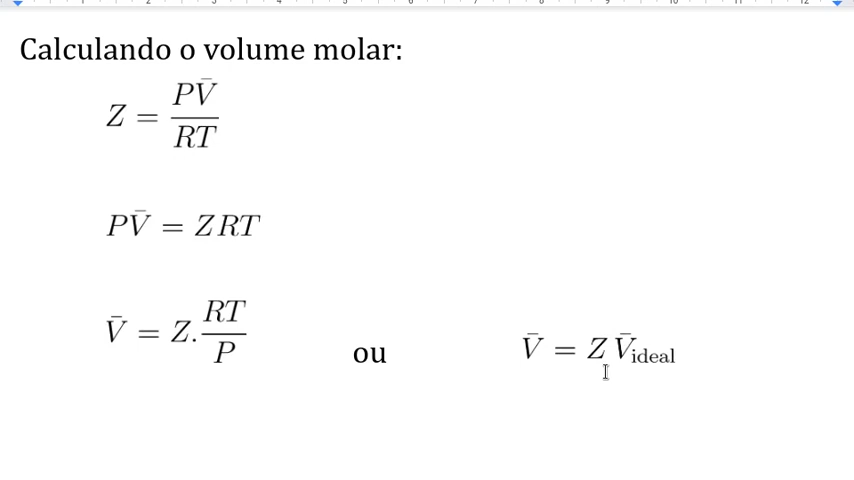 Calculando o volume molar:
Z = PV̄ / RT
PV̄ = ZRT
V̄ = Z. RT / P ou V̄ = Z V̄ideal